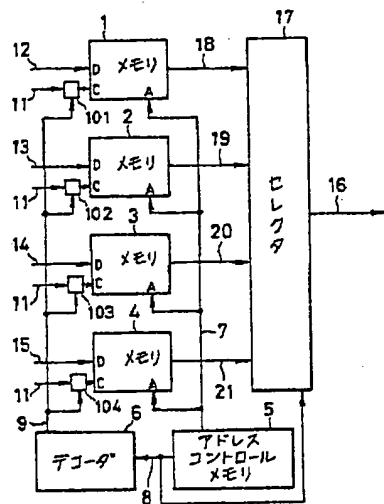 1
17
12
D
メモリ
18
11
C
A
101
2
13
D
メモリ
19
11
C
A
102
3
14
D
メモリ
20
11
C
A
103
セレクタ
16
4
15
D
メモリ
7
11
C
A
21
104
9
6
5
デコーダ
8
アドレス
コントロール
メモリ